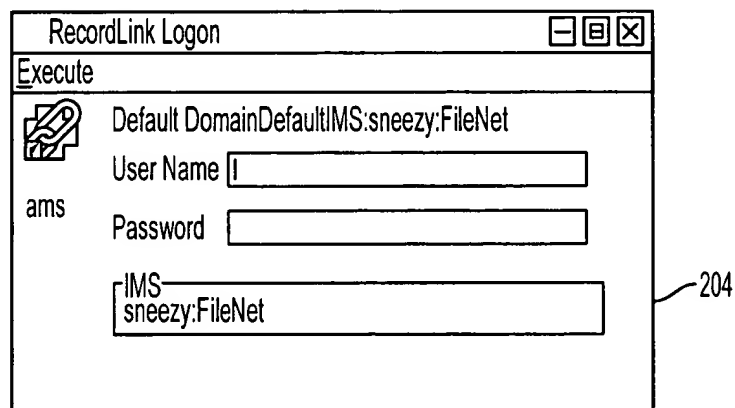 RecordLink Logon
Execute
Default DomainDefaultIMS:sneezy:FileNet
User Name
ams
Password
IMS
sneezy:FileNet
204